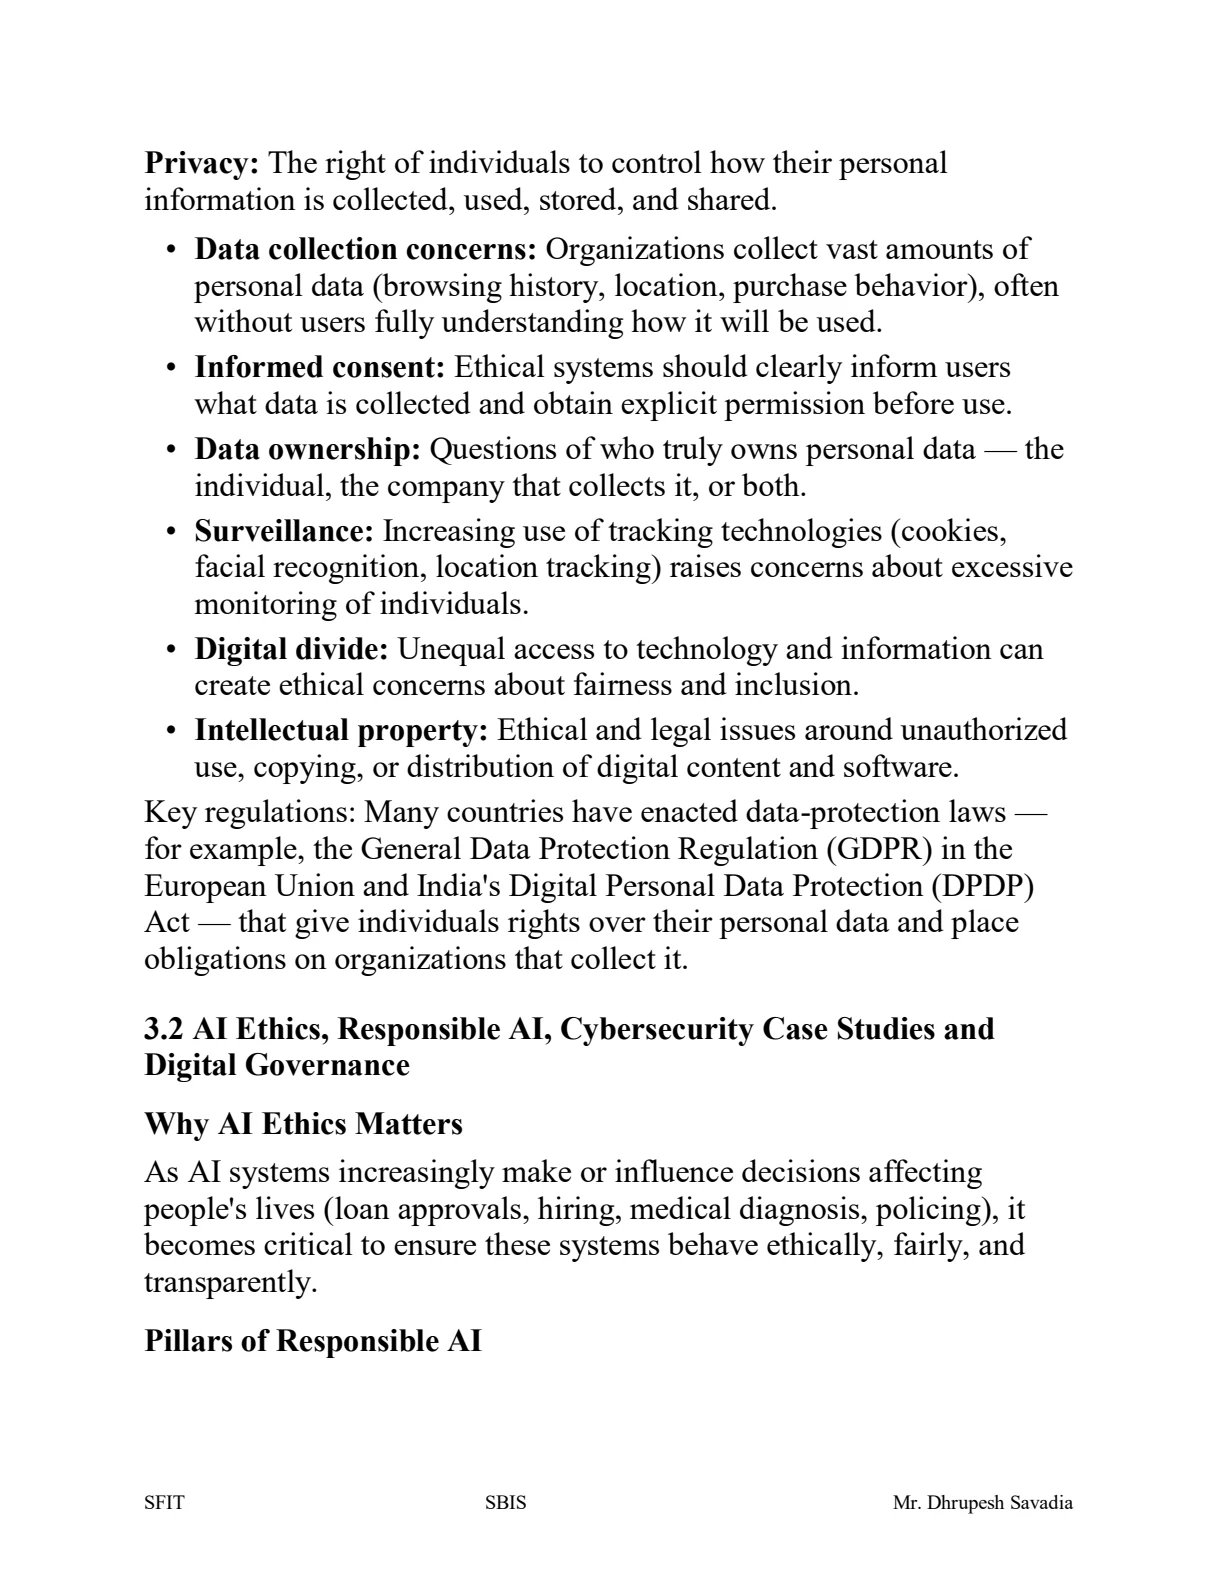 Privacy: The right of individuals to control how their personal
information is collected, used, stored, and shared.
• Data collection concerns: Organizations collect vast amounts of
personal data (browsing history, location, purchase behavior), often
without users fully understanding how it will be used.
• Informed consent: Ethical systems should clearly inform users
what data is collected and obtain explicit permission before use.
• Data ownership: Questions of who truly owns personal data — the
individual, the company that collects it, or both.
• Surveillance: Increasing use of tracking technologies (cookies,
facial recognition, location tracking) raises concerns about excessive
monitoring of individuals.
• Digital divide: Unequal access to technology and information can
create ethical concerns about fairness and inclusion.
• Intellectual property: Ethical and legal issues around unauthorized
use, copying, or distribution of digital content and software.
Key regulations: Many countries have enacted data-protection laws —
for example, the General Data Protection Regulation (GDPR) in the
European Union and India's Digital Personal Data Protection (DPDP)
Act — that give individuals rights over their personal data and place
obligations on organizations that collect it.
3.2 AI Ethics, Responsible AI, Cybersecurity Case Studies and
Digital Governance
Why AI Ethics Matters
As AI systems increasingly make or influence decisions affecting
people's lives (loan approvals, hiring, medical diagnosis, policing), it
becomes critical to ensure these systems behave ethically, fairly, and
transparently.
Pillars of Responsible AI
SFIT SBIS Mr. Dhrupesh Savadia